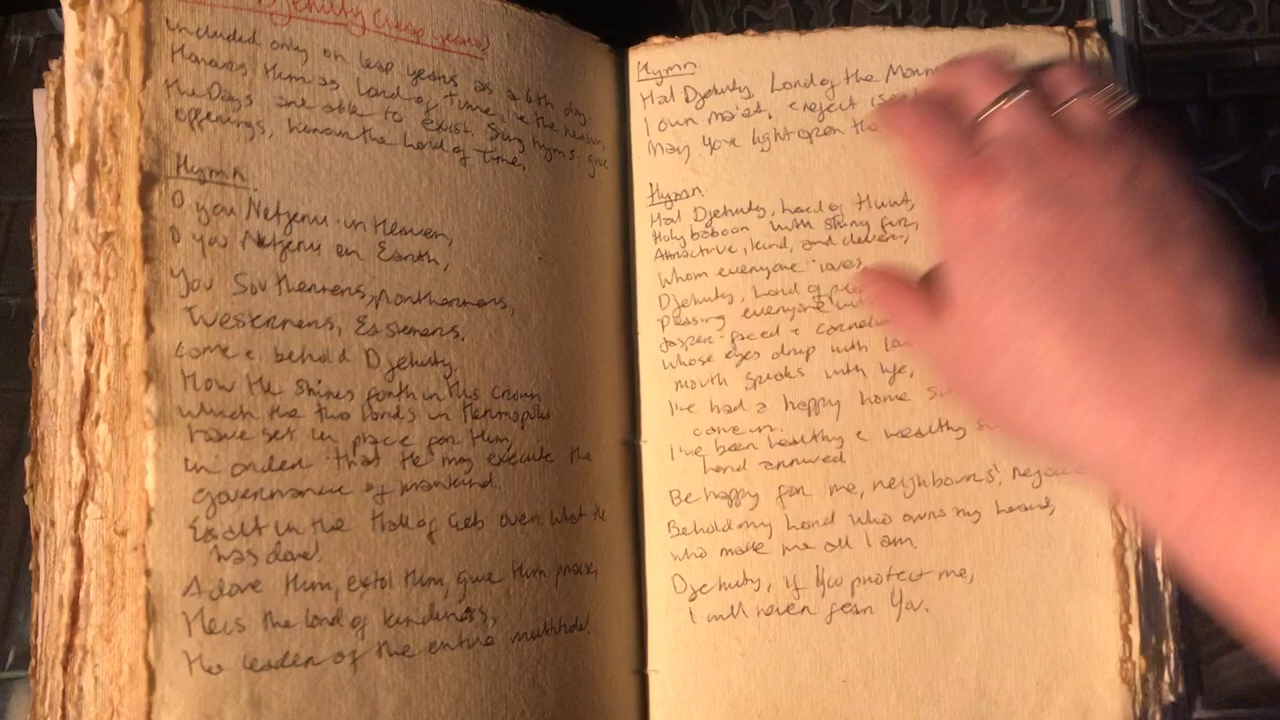 Djehuty (leap years)
Included only on leap years as a 6th day.
Honours Him as Lord of Time, i.e. the reason
the Days are able to exist. Sing hyms. give
offerings, honour the Lord of Time.
Hymn.
O you Netjeru in Heaven,
O you Netjeru on Earth,
You Southerners, Northerners,
Westerners, Easterners.
come & behold Djehuty.
How He shines forth in His crown
which the two Lords in Hermopolis
have set in place for Him,
in order that He may execute the
governance of mankind.
Exalt in the Hall of Geb over what He
has done!
Adore Him, extol Him, give Him praise,
He is the Lord of kindness,
the leader of the entire multitude!
Hymn.
Hail Djehuty Lord of the Moon
I own ma'at, & reject
May Your light open the
Hymn.
Hail Djehuty, Lord of Hunt,
Holy baboon with shiny fur,
Attractive, kind, and clever,
Whom everyone loves
Djehuty, Lord of
Pleasing everyone
Jasper-faced &
whose eyes drip with
mouth speaks with life,
I've had a happy home
came in.
I've been healthy & wealthy
Lord arrived
Be happy for me, neighbours!
Behold my Lord who owns my heart,
who made me all I am.
Djehuty, if You protect me,
I will never fear You.